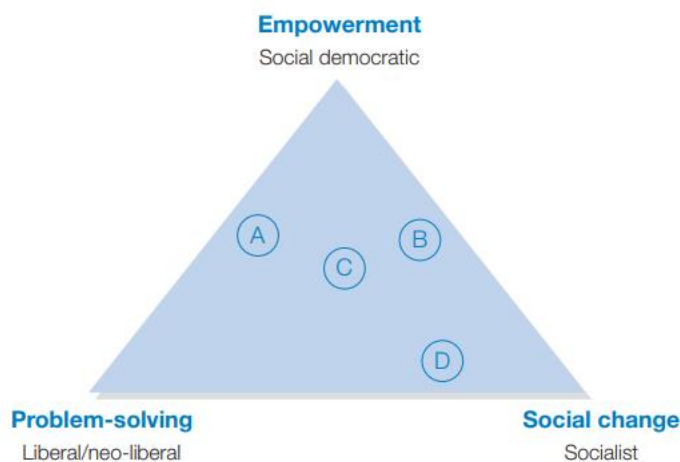 Empowerment
Social democratic
A
B
C
D
Problem-solving
Social change
Liberal/neo-liberal
Socialist